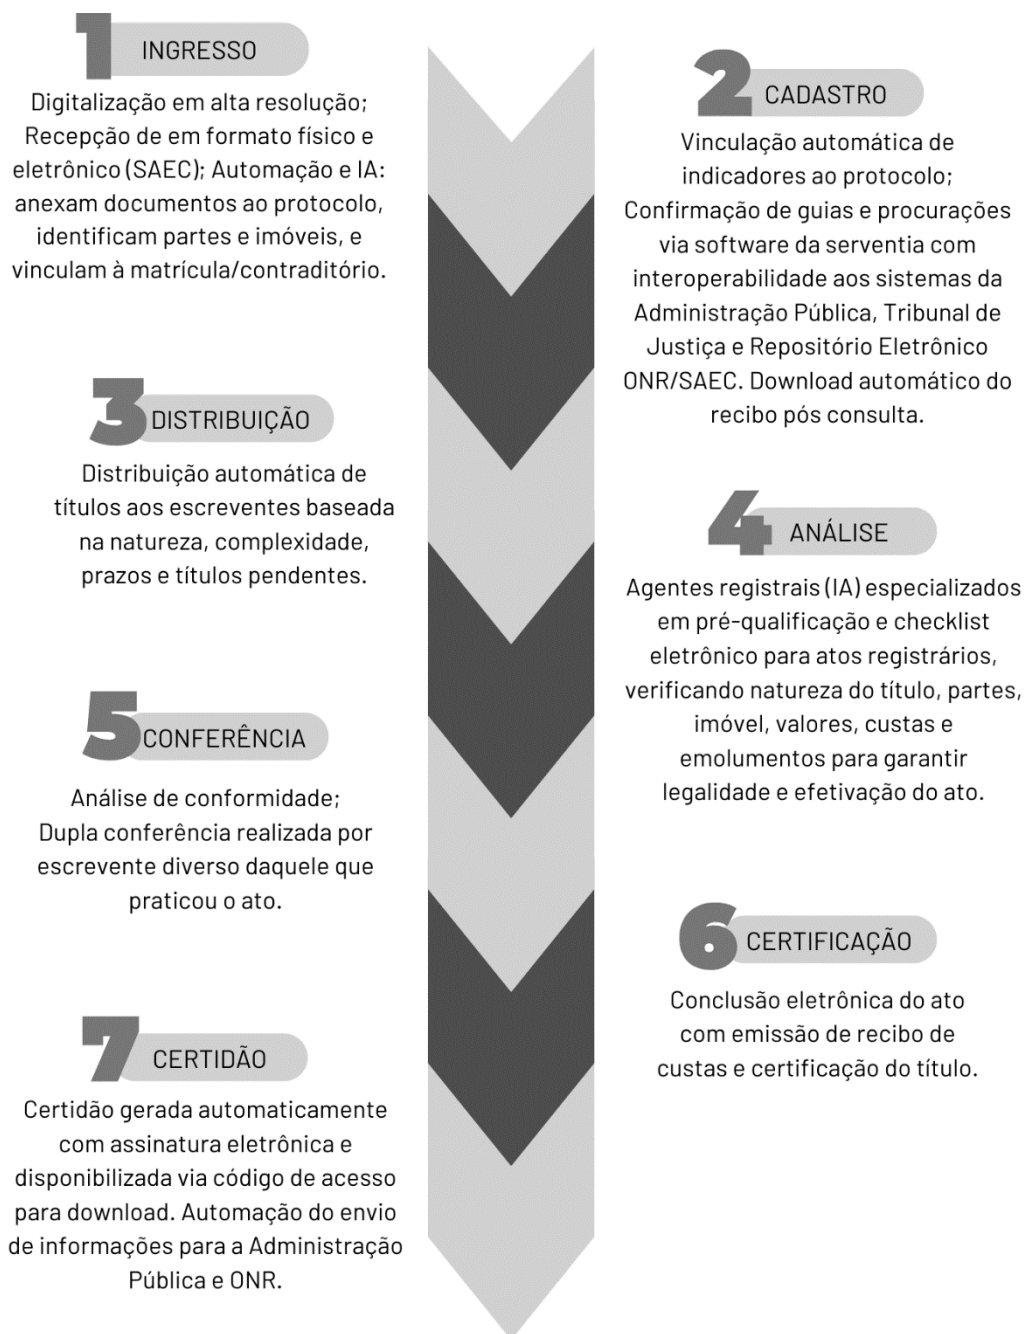 1 INGRESSO
Digitalização em alta resolução;
Recepção de em formato físico e
eletrônico (SAEC); Automação e IA:
anexam documentos ao protocolo,
identificam partes e imóveis, e
vinculam à matrícula/contraditório.
2 CADASTRO
Vinculação automática de
indicadores ao protocolo;
Confirmação de guias e procurações
via software da serventia com
interoperabilidade aos sistemas da
Administração Pública, Tribunal de
Justiça e Repositório Eletrônico
ONR/SAEC. Download automático do
recibo pós consulta.
3 DISTRIBUIÇÃO
Distribuição automática de
títulos aos escreventes baseada
na natureza, complexidade,
prazos e títulos pendentes.
4 ANÁLISE
Agentes registrais (IA) especializados
em pré-qualificação e checklist
eletrônico para atos registrários,
verificando natureza do título, partes,
imóvel, valores, custas e
emolumentos para garantir
legalidade e efetivação do ato.
5 CONFERÊNCIA
Análise de conformidade;
Dupla conferência realizada por
escrevente diverso daquele que
praticou o ato.
6 CERTIFICAÇÃO
Conclusão eletrônica do ato
com emissão de recibo de
custas e certificação do título.
7 CERTIDÃO
Certidão gerada automaticamente
com assinatura eletrônica e
disponibilizada via código de acesso
para download. Automação do envio
de informações para a Administração
Pública e ONR.